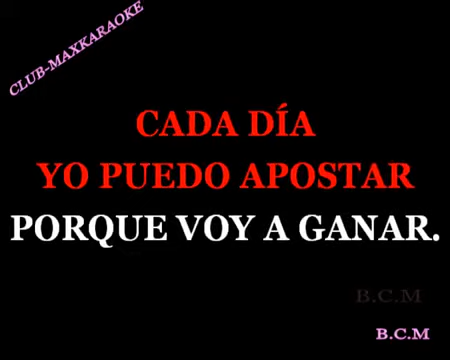 CLUB-MAXKARAOKE
CADA DÍA
YO PUEDO APOSTAR
PORQUE VOY A GANAR.
B.C.M
B.C.M